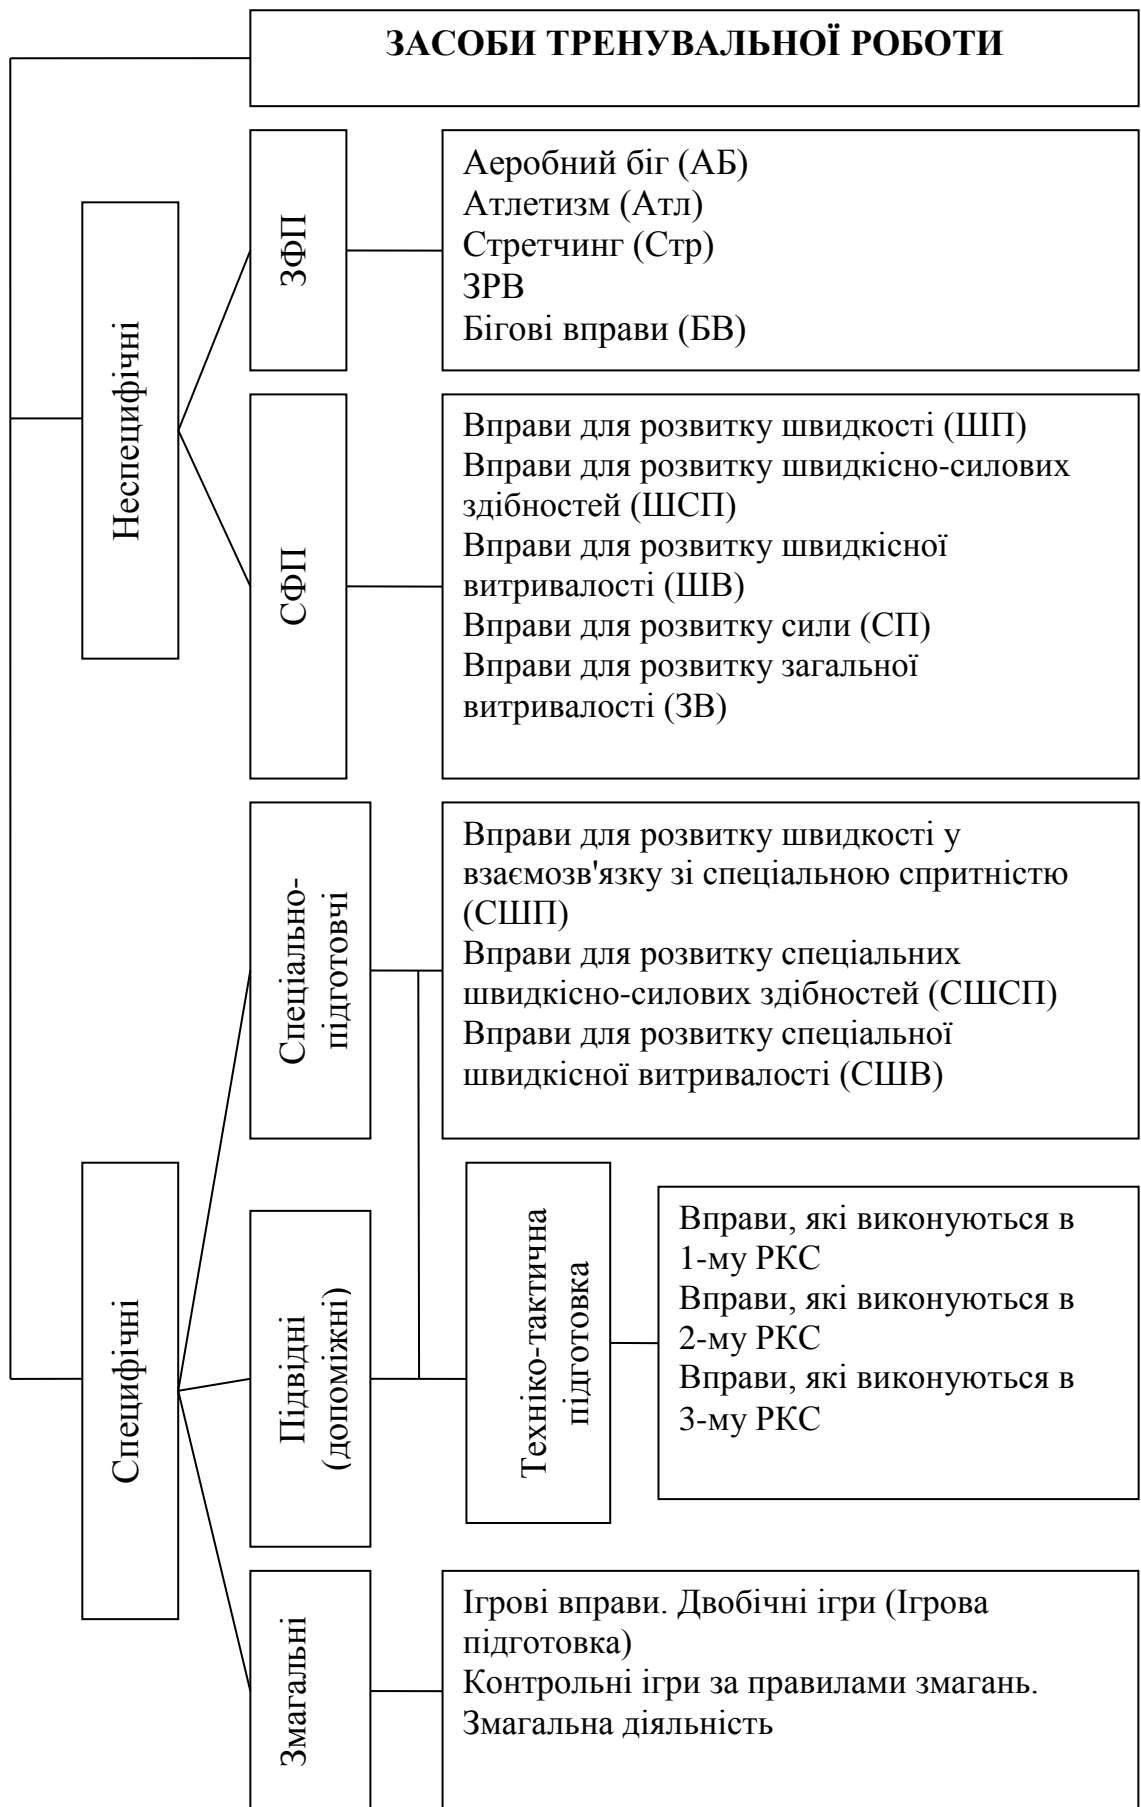 ЗАСОБИ ТРЕНУВАЛЬНОЇ РОБОТИ
Неспецифічні
ЗФП
Аеробний біг (АБ)
Атлетизм (Атл)
Стретчинг (Стр)
ЗРВ
Бігові вправи (БВ)
СФП
Вправи для розвитку швидкості (ШП)
Вправи для розвитку швидкісно-силових
здібностей (ШСП)
Вправи для розвитку швидкісної
витривалості (ШВ)
Вправи для розвитку сили (СП)
Вправи для розвитку загальної
витривалості (ЗВ)
Специфічні
Спеціально-
підготовчі
Вправи для розвитку швидкості у
взаємозв'язку зі спеціальною спритністю
(СШП)
Вправи для розвитку спеціальних
швидкісно-силових здібностей (СШСП)
Вправи для розвитку спеціальної
швидкісної витривалості (СШВ)
Підвідні
(допоміжні)
Техніко-тактична
підготовка
Вправи, які виконуються в
1-му РКС
Вправи, які виконуються в
2-му РКС
Вправи, які виконуються в
3-му РКС
Змагальні
Ігрові вправи. Двобічні ігри (Ігрова
підготовка)
Контрольні ігри за правилами змагань.
Змагальна діяльність